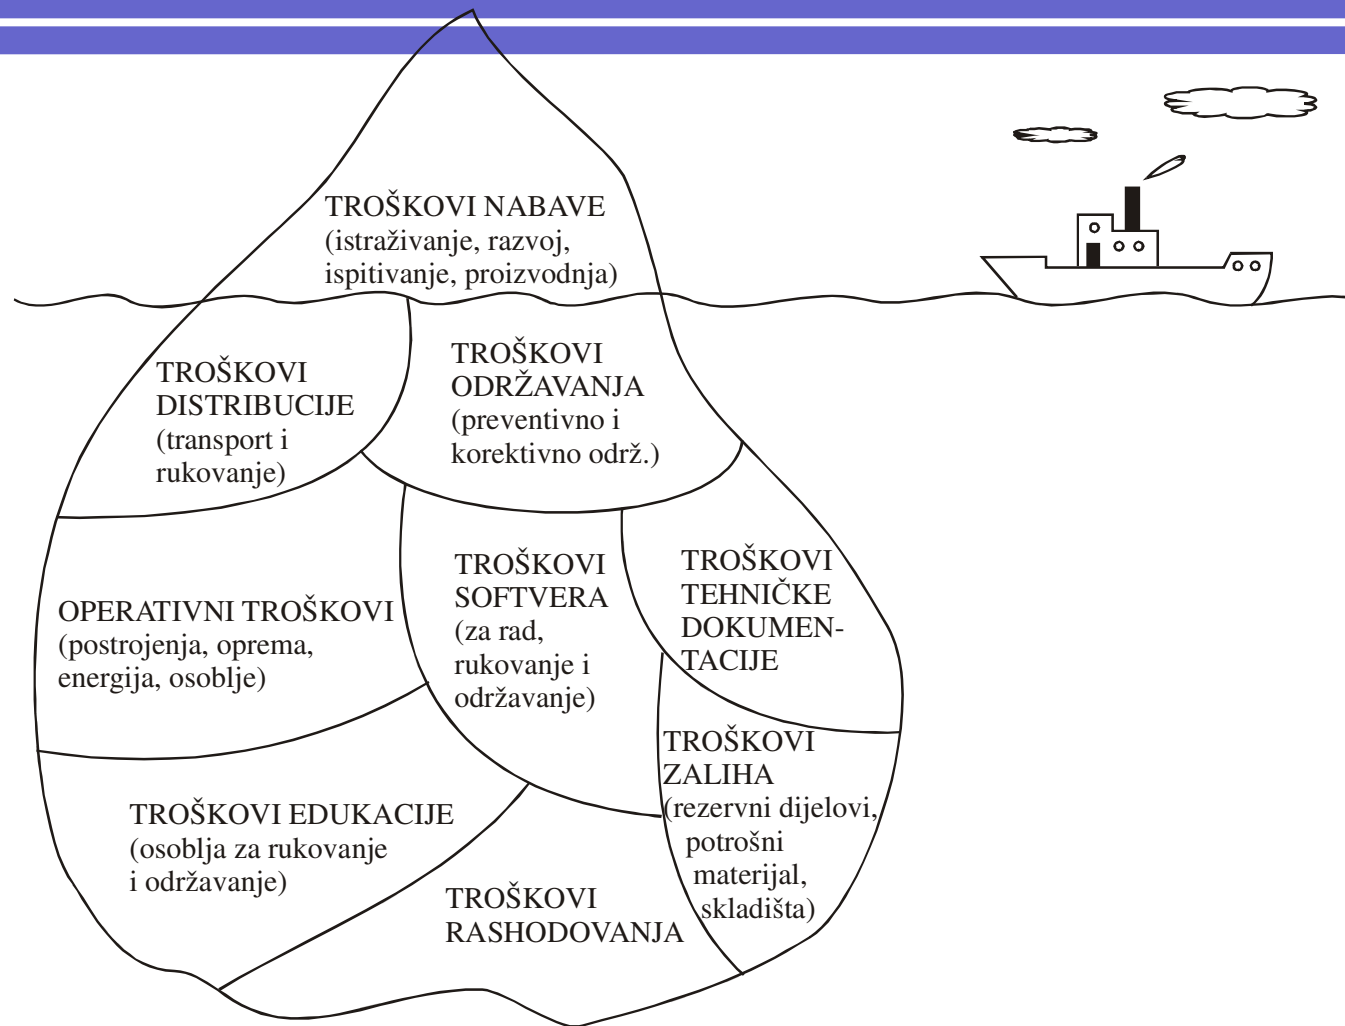 TROŠKOVI NABAVE
(istraživanje, razvoj,
ispitivanje, proizvodnja)
TROŠKOVI
DISTRIBUCIJE
(transport i
rukovanje)
TROŠKOVI
ODRŽAVANJA
(preventivno i
korektivno održ.)
OPERATIVNI TROŠKOVI
(postrojenja, oprema,
energija, osoblje)
TROŠKOVI
SOFTVERA
(za rad,
rukovanje i
održavanje)
TROŠKOVI
TEHNIČKE
DOKUMEN-
TACIJE
TROŠKOVI EDUKACIJE
(osoblja za rukovanje
i održavanje)
TROŠKOVI
RASHODOVANJA
TROŠKOVI
ZALIHA
(rezervni dijelovi,
potrošni
materijal,
skladišta)